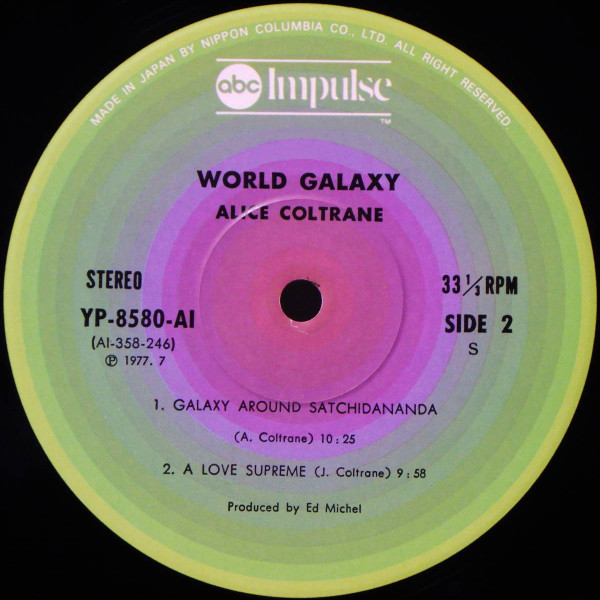 MADE IN JAPAN BY NIPPON COLUMBIA CO., LTD. ALL RIGHT RESERVED.
abc Impulse
TM
WORLD GALAXY
ALICE COLTRANE
STEREO
33 1/3 RPM
YP-8580-AI
SIDE 2
(AI-358-246)
S
Ⓟ 1977. 7
1. GALAXY AROUND SATCHIDANANDA
(A. Coltrane) 10:25
2. A LOVE SUPREME (J. Coltrane) 9:58
Produced by Ed Michel